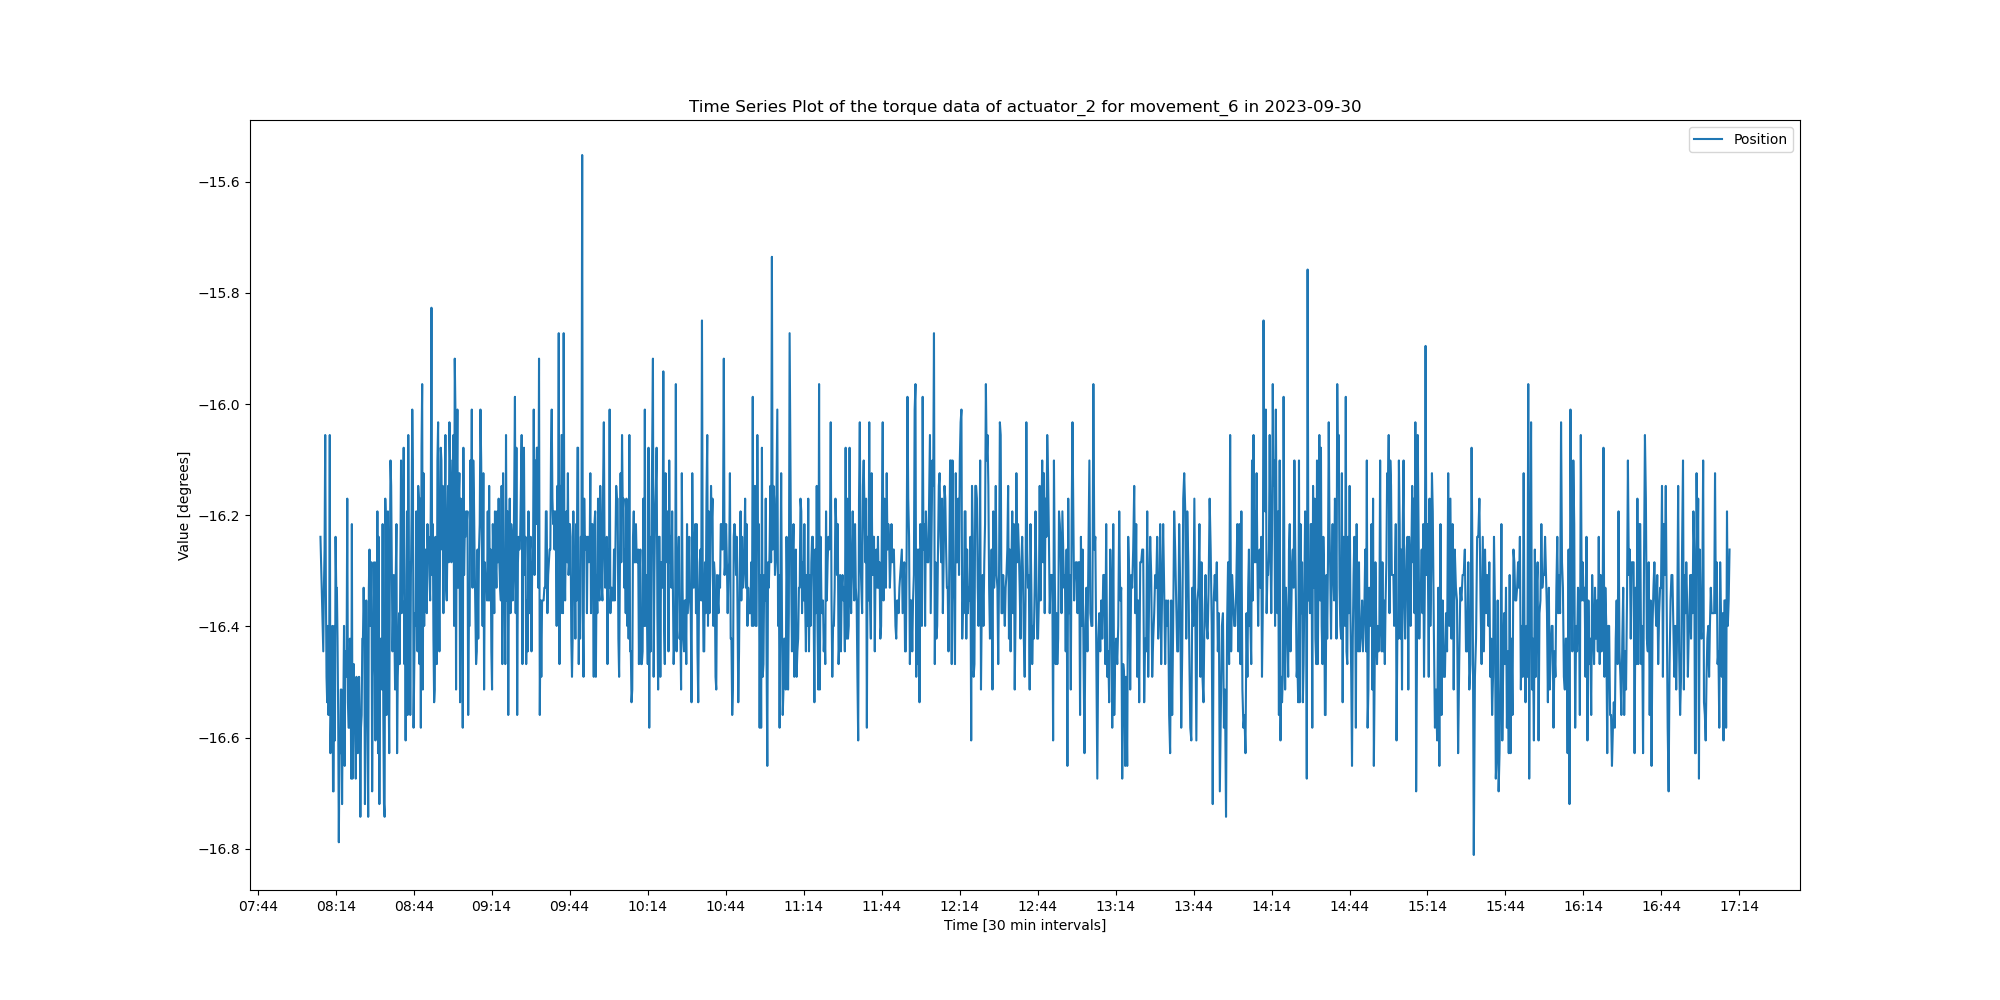 Time Series Plot of the torque data of actuator_2 for movement_6 in 2023-09-30
Position
Value [degrees]
−15.6
−15.8
−16.0
−16.2
−16.4
−16.6
−16.8
07:44 08:14 08:44 09:14 09:44 10:14 10:44 11:14 11:44 12:14 12:44 13:14 13:44 14:14 14:44 15:14 15:44 16:14 16:44 17:14
Time [30 min intervals]